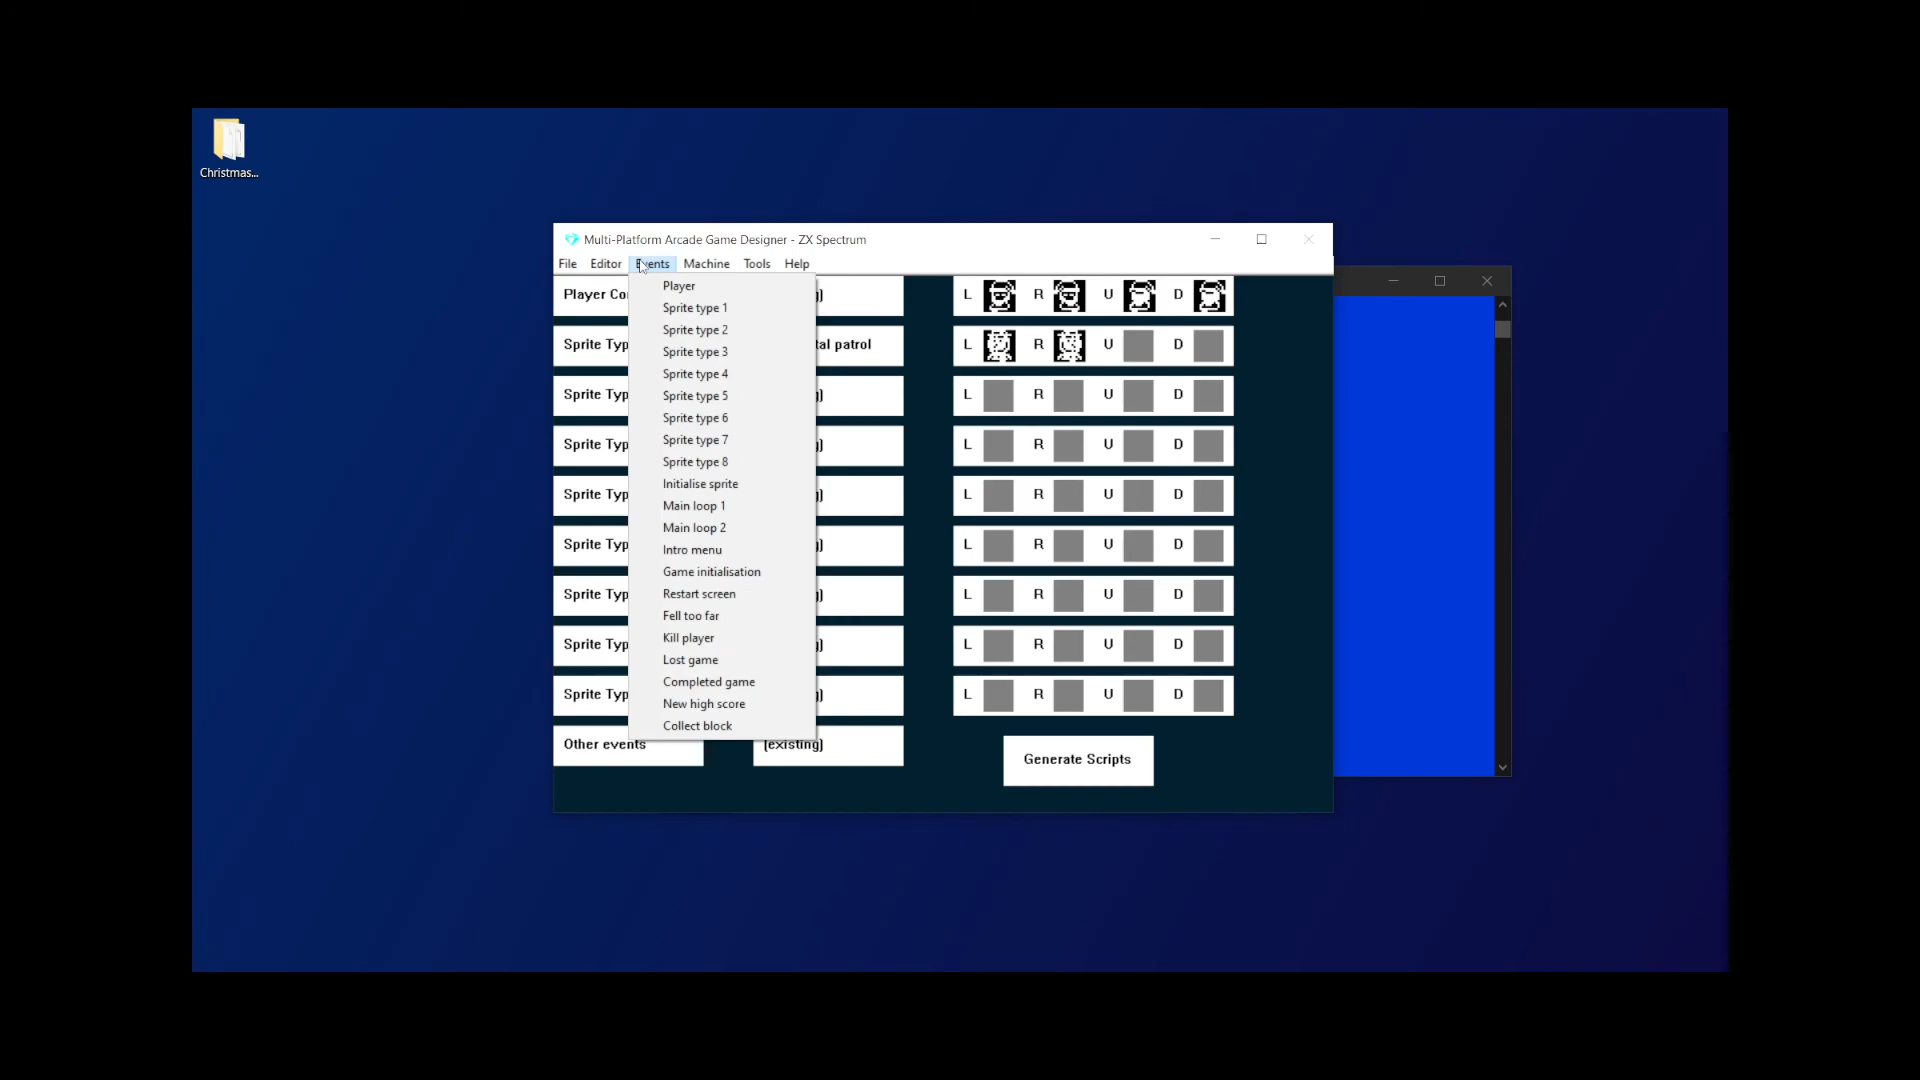 Christmas...
Multi-Platform Arcade Game Designer - ZX Spectrum
File Editor Events Machine Tools Help
Player
Sprite type 1
Sprite type 2
Sprite type 3
Sprite type 4
Sprite type 5
Sprite type 6
Sprite type 7
Sprite type 8
Initialise sprite
Main loop 1
Main loop 2
Intro menu
Game initialisation
Restart screen
Fell too far
Kill player
Lost game
Completed game
New high score
Collect block
Player Co g) L R U D
Sprite Typ tal patrol L R U D
Sprite Typ g) L R U D
Sprite Typ g) L R U D
Sprite Typ g) L R U D
Sprite Typ g) L R U D
Sprite Typ g) L R U D
Sprite Typ g) L R U D
Sprite Typ g) L R U D
Other events (existing)
Generate Scripts